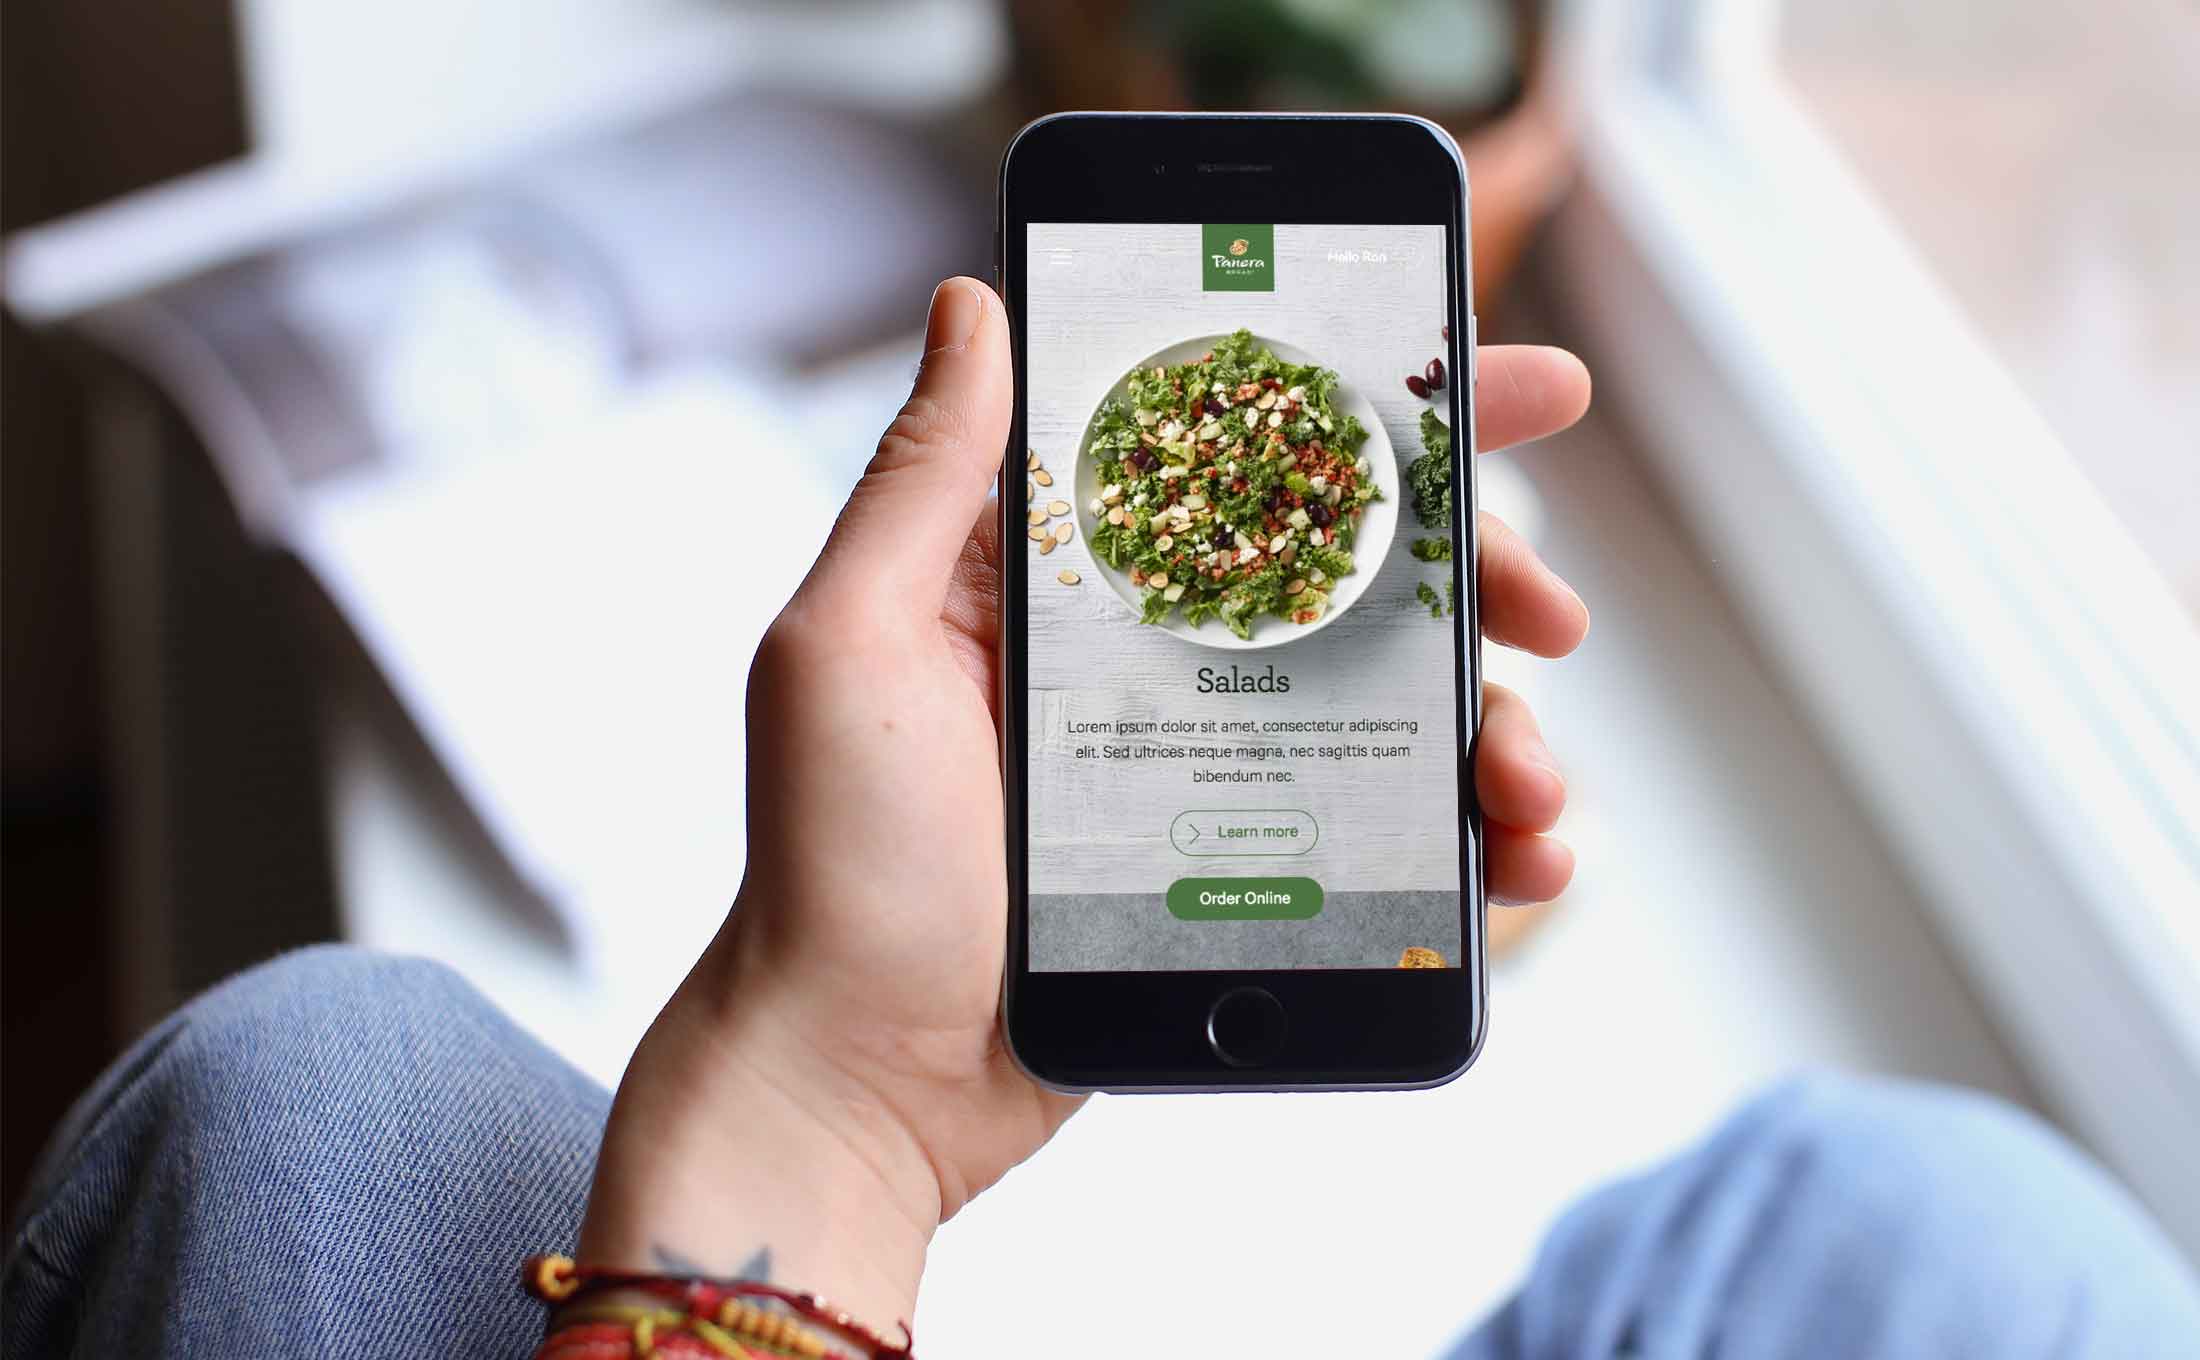 Panera
BREAD
Hello Ron
Salads
Lorem ipsum dolor sit amet, consectetur adipiscing
elit. Sed ultrices neque magna, nec sagittis quam
bibendum nec.
Learn more
Order Online